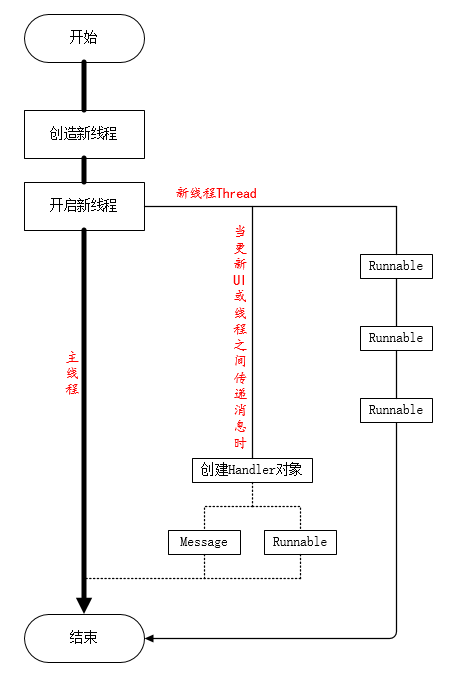 开始
创造新线程
开启新线程
新线程Thread
当更新UI或线程之间传递消息时
Runnable
Runnable
主线程
Runnable
创建Handler对象
Message
Runnable
结束